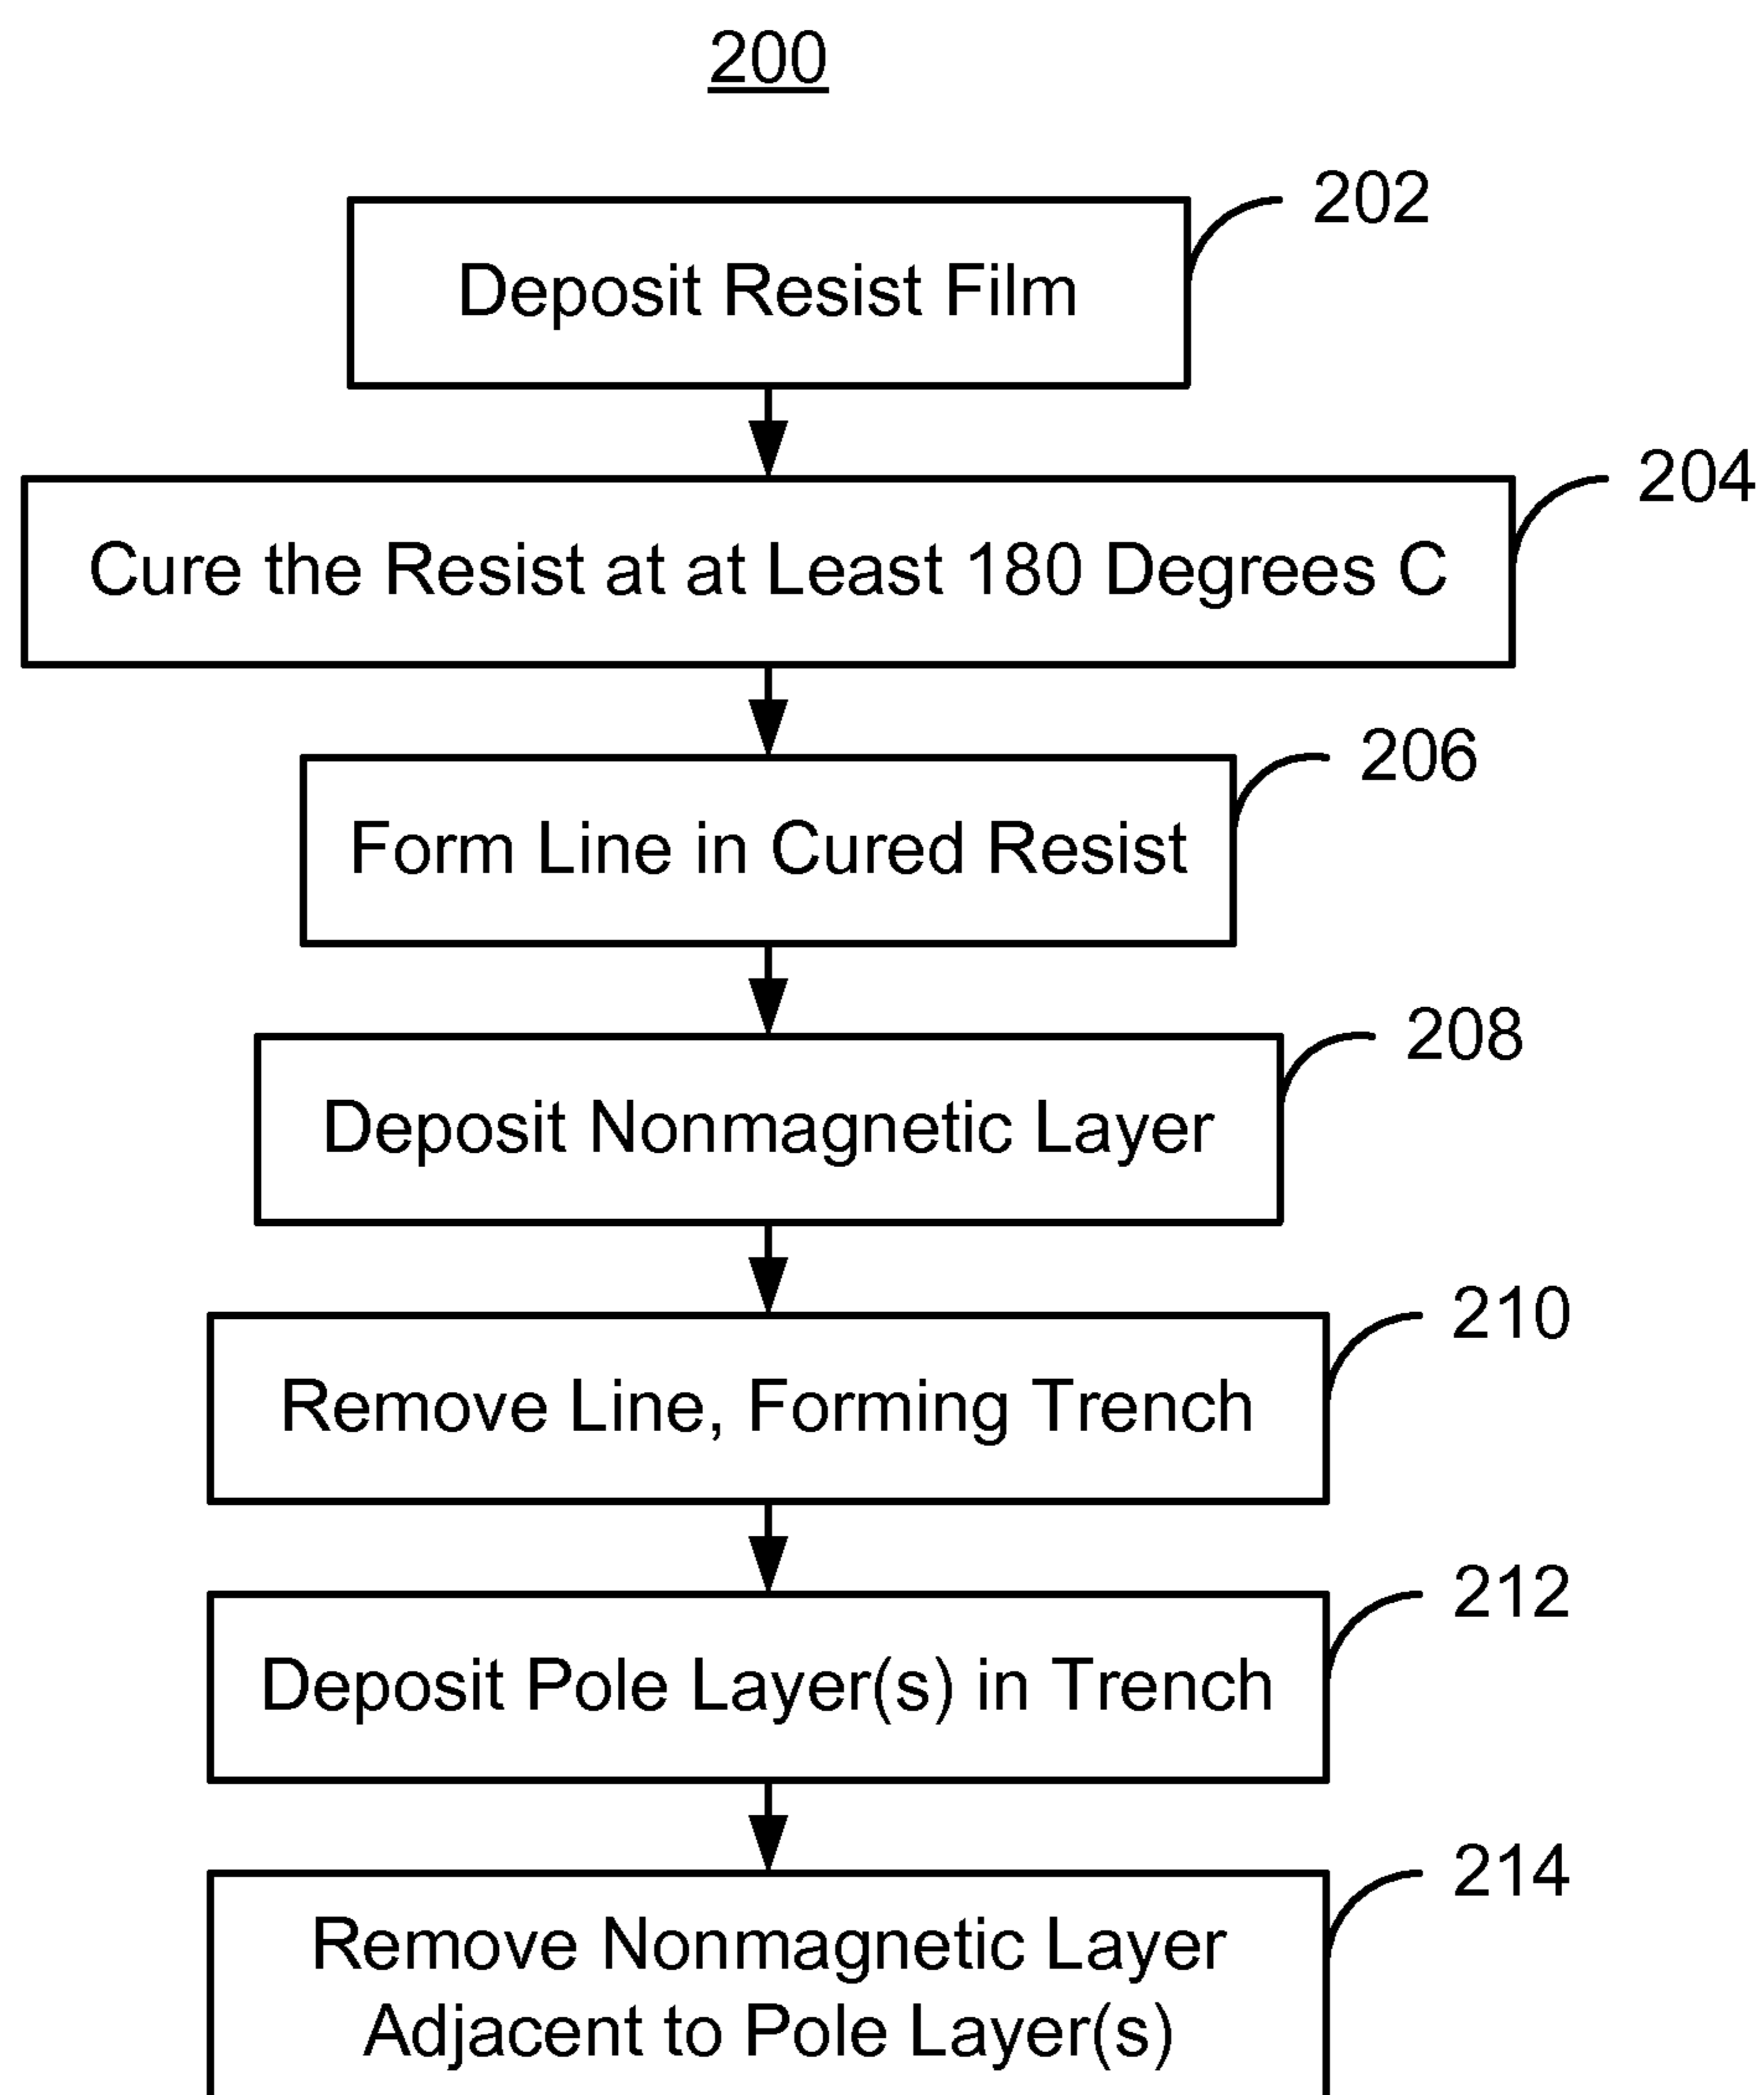 200
202
Deposit Resist Film
204
Cure the Resist at at Least 180 Degrees C
206
Form Line in Cured Resist
208
Deposit Nonmagnetic Layer
210
Remove Line, Forming Trench
212
Deposit Pole Layer(s) in Trench
214
Remove Nonmagnetic Layer
Adjacent to Pole Layer(s)